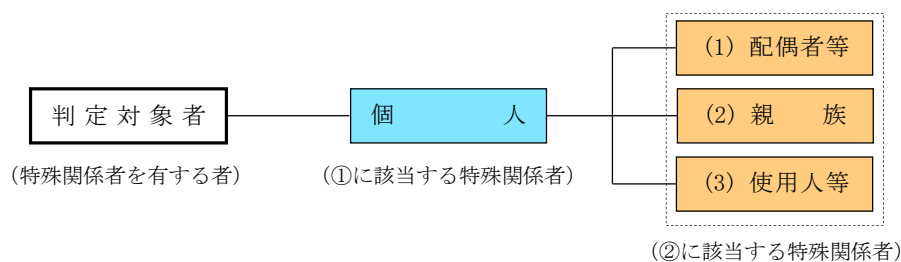 (1) 配偶者等
判定対象者
個人
(2) 親族
(特殊関係者を有する者)
(①に該当する特殊関係者)
(3) 使用人等
(②に該当する特殊関係者)